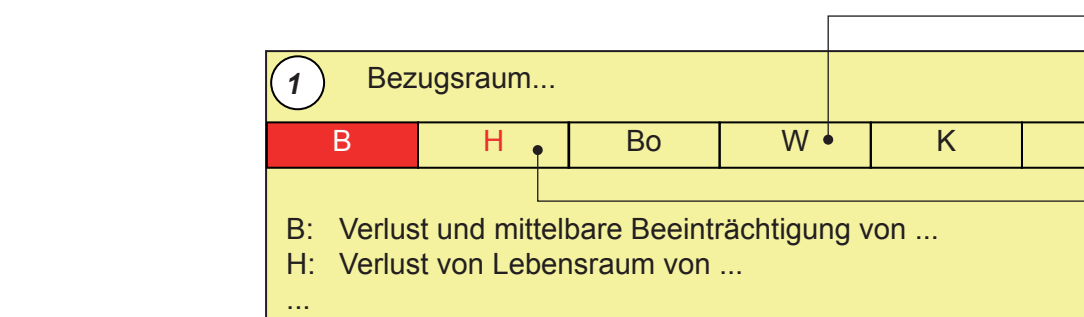 1 Bezugsraum...
B H Bo W K
B: Verlust und mittelbare Beeinträchtigung von ...
H: Verlust von Lebensraum von ...
...